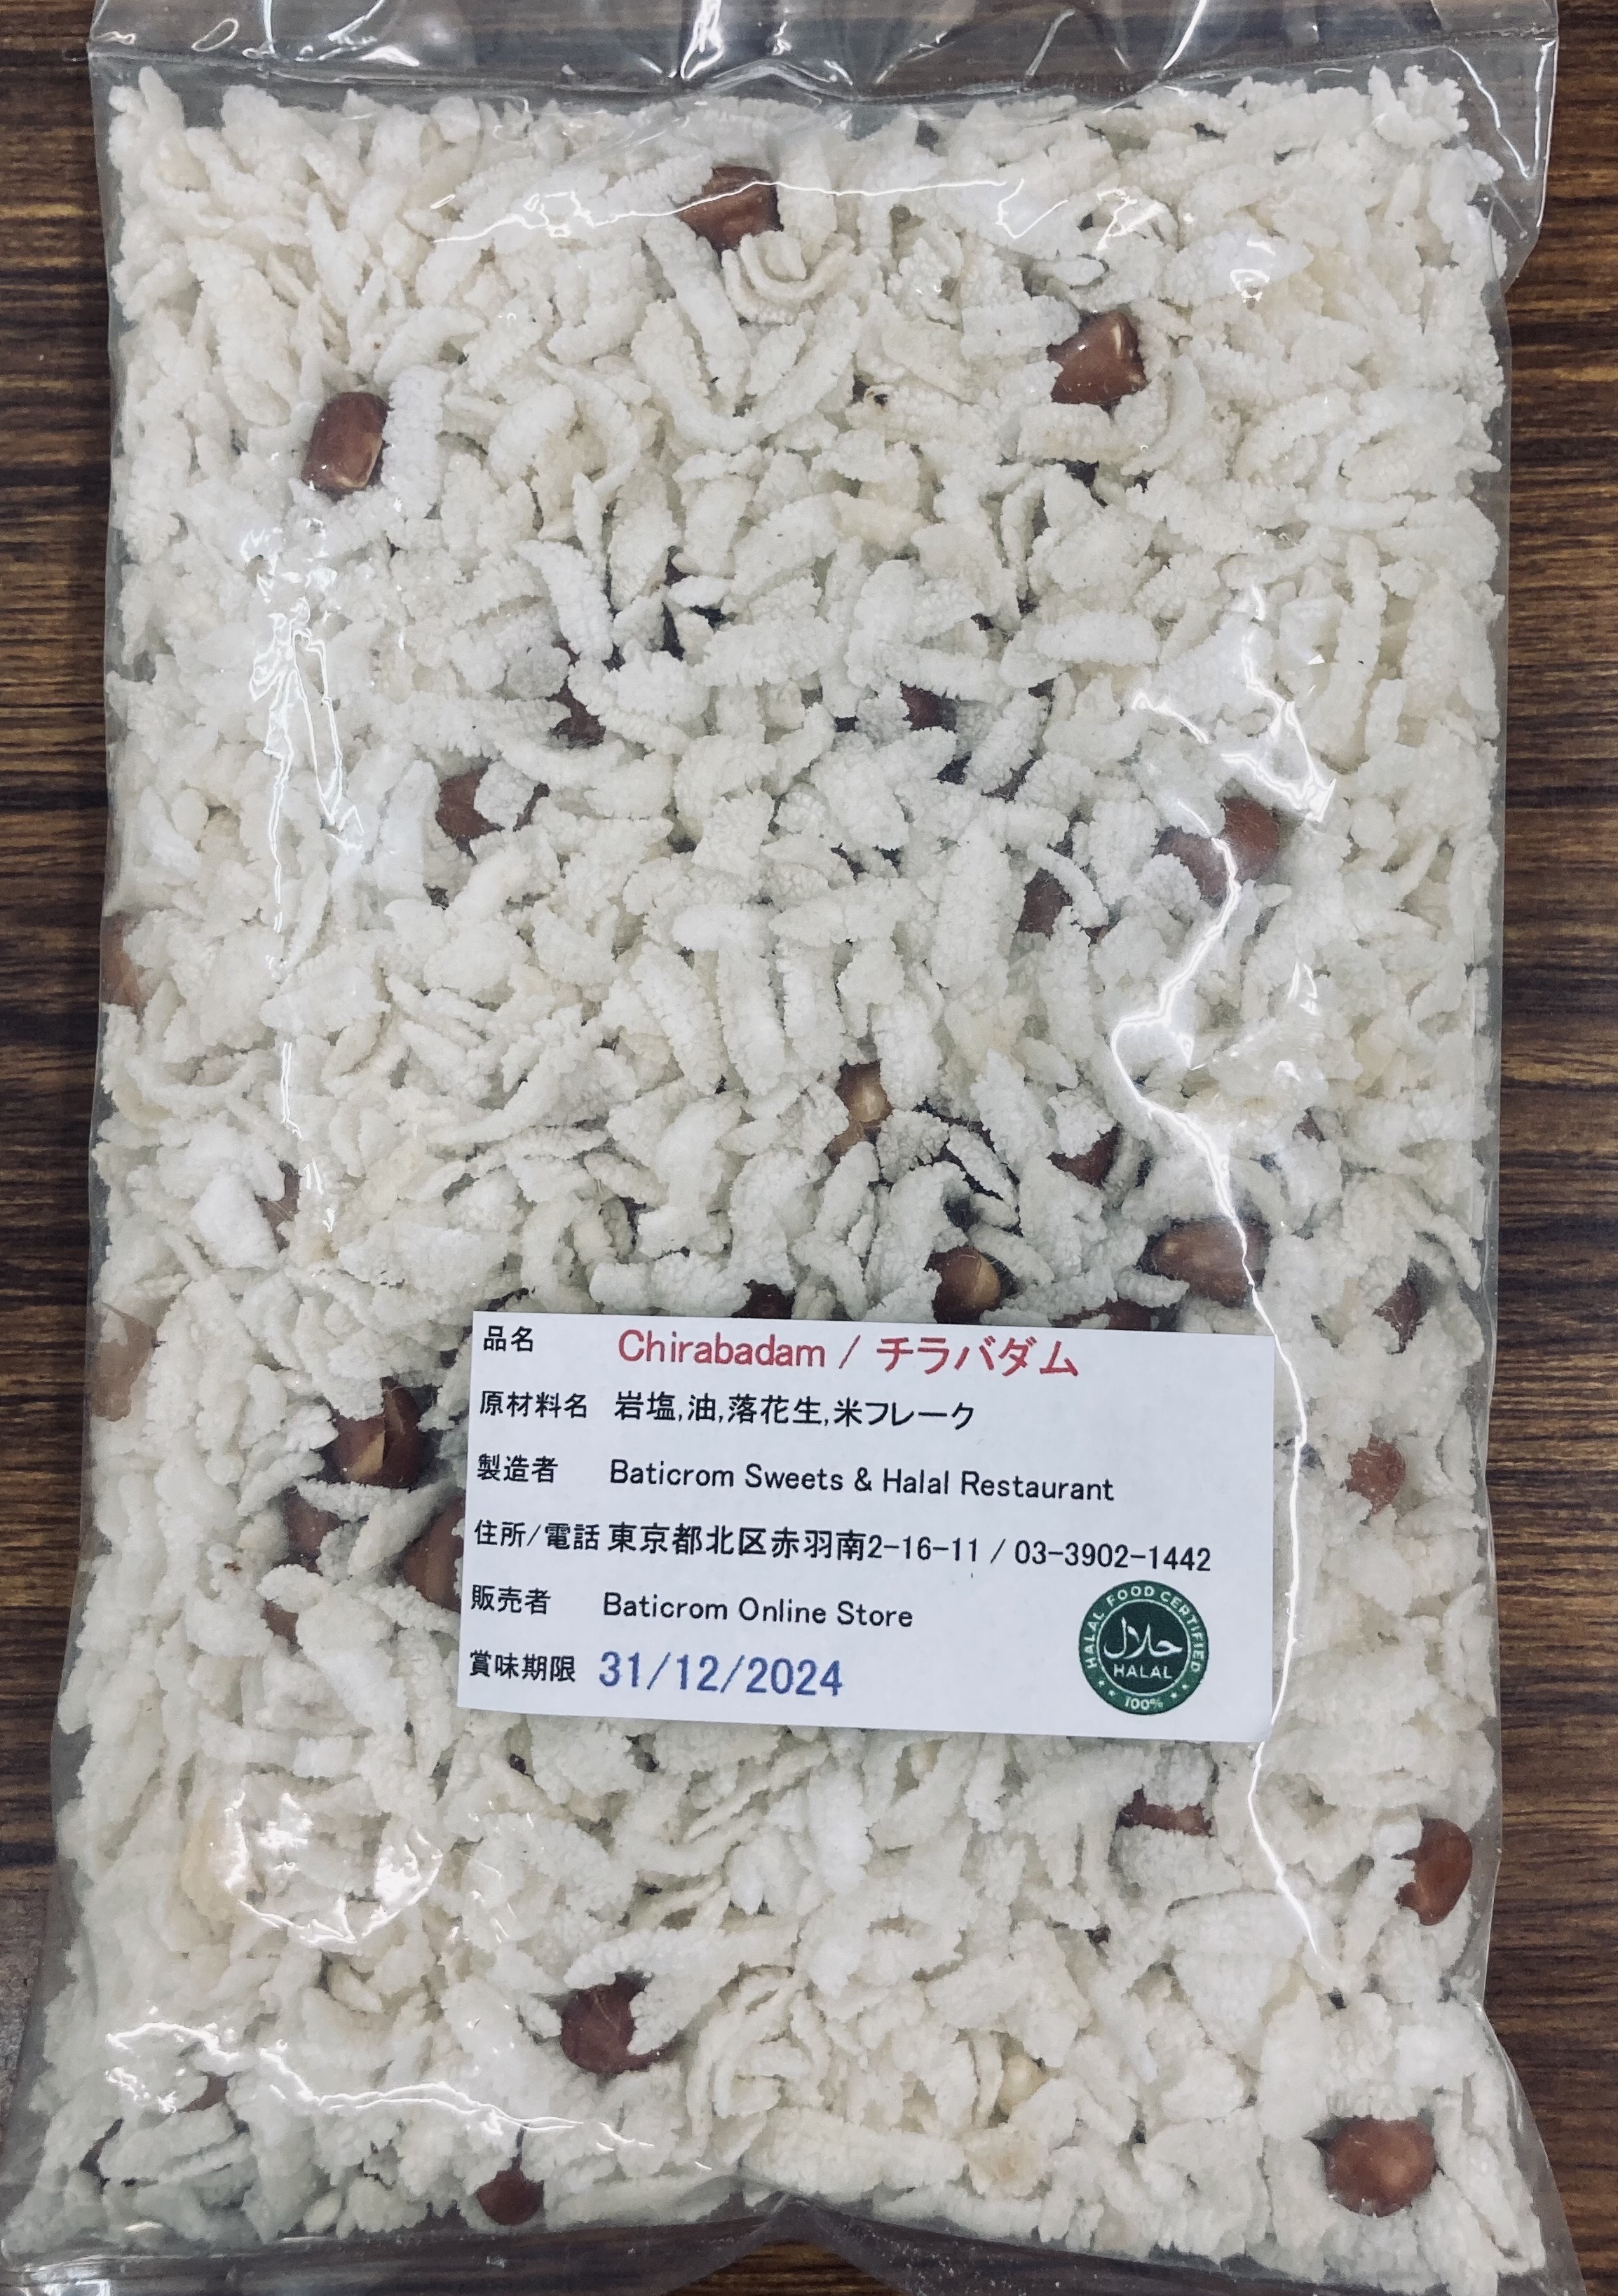 品名 Chirabadam / チラバダム
原材料名 岩塩,油,落花生,米フレーク
製造者 Baticrom Sweets & Halal Restaurant
住所/電話 東京都北区赤羽南2-16-11 / 03-3902-1442
販売者 Baticrom Online Store
賞味期限 31/12/2024
HALAL FOOD CERTIFIED
حلال
HALAL
100%